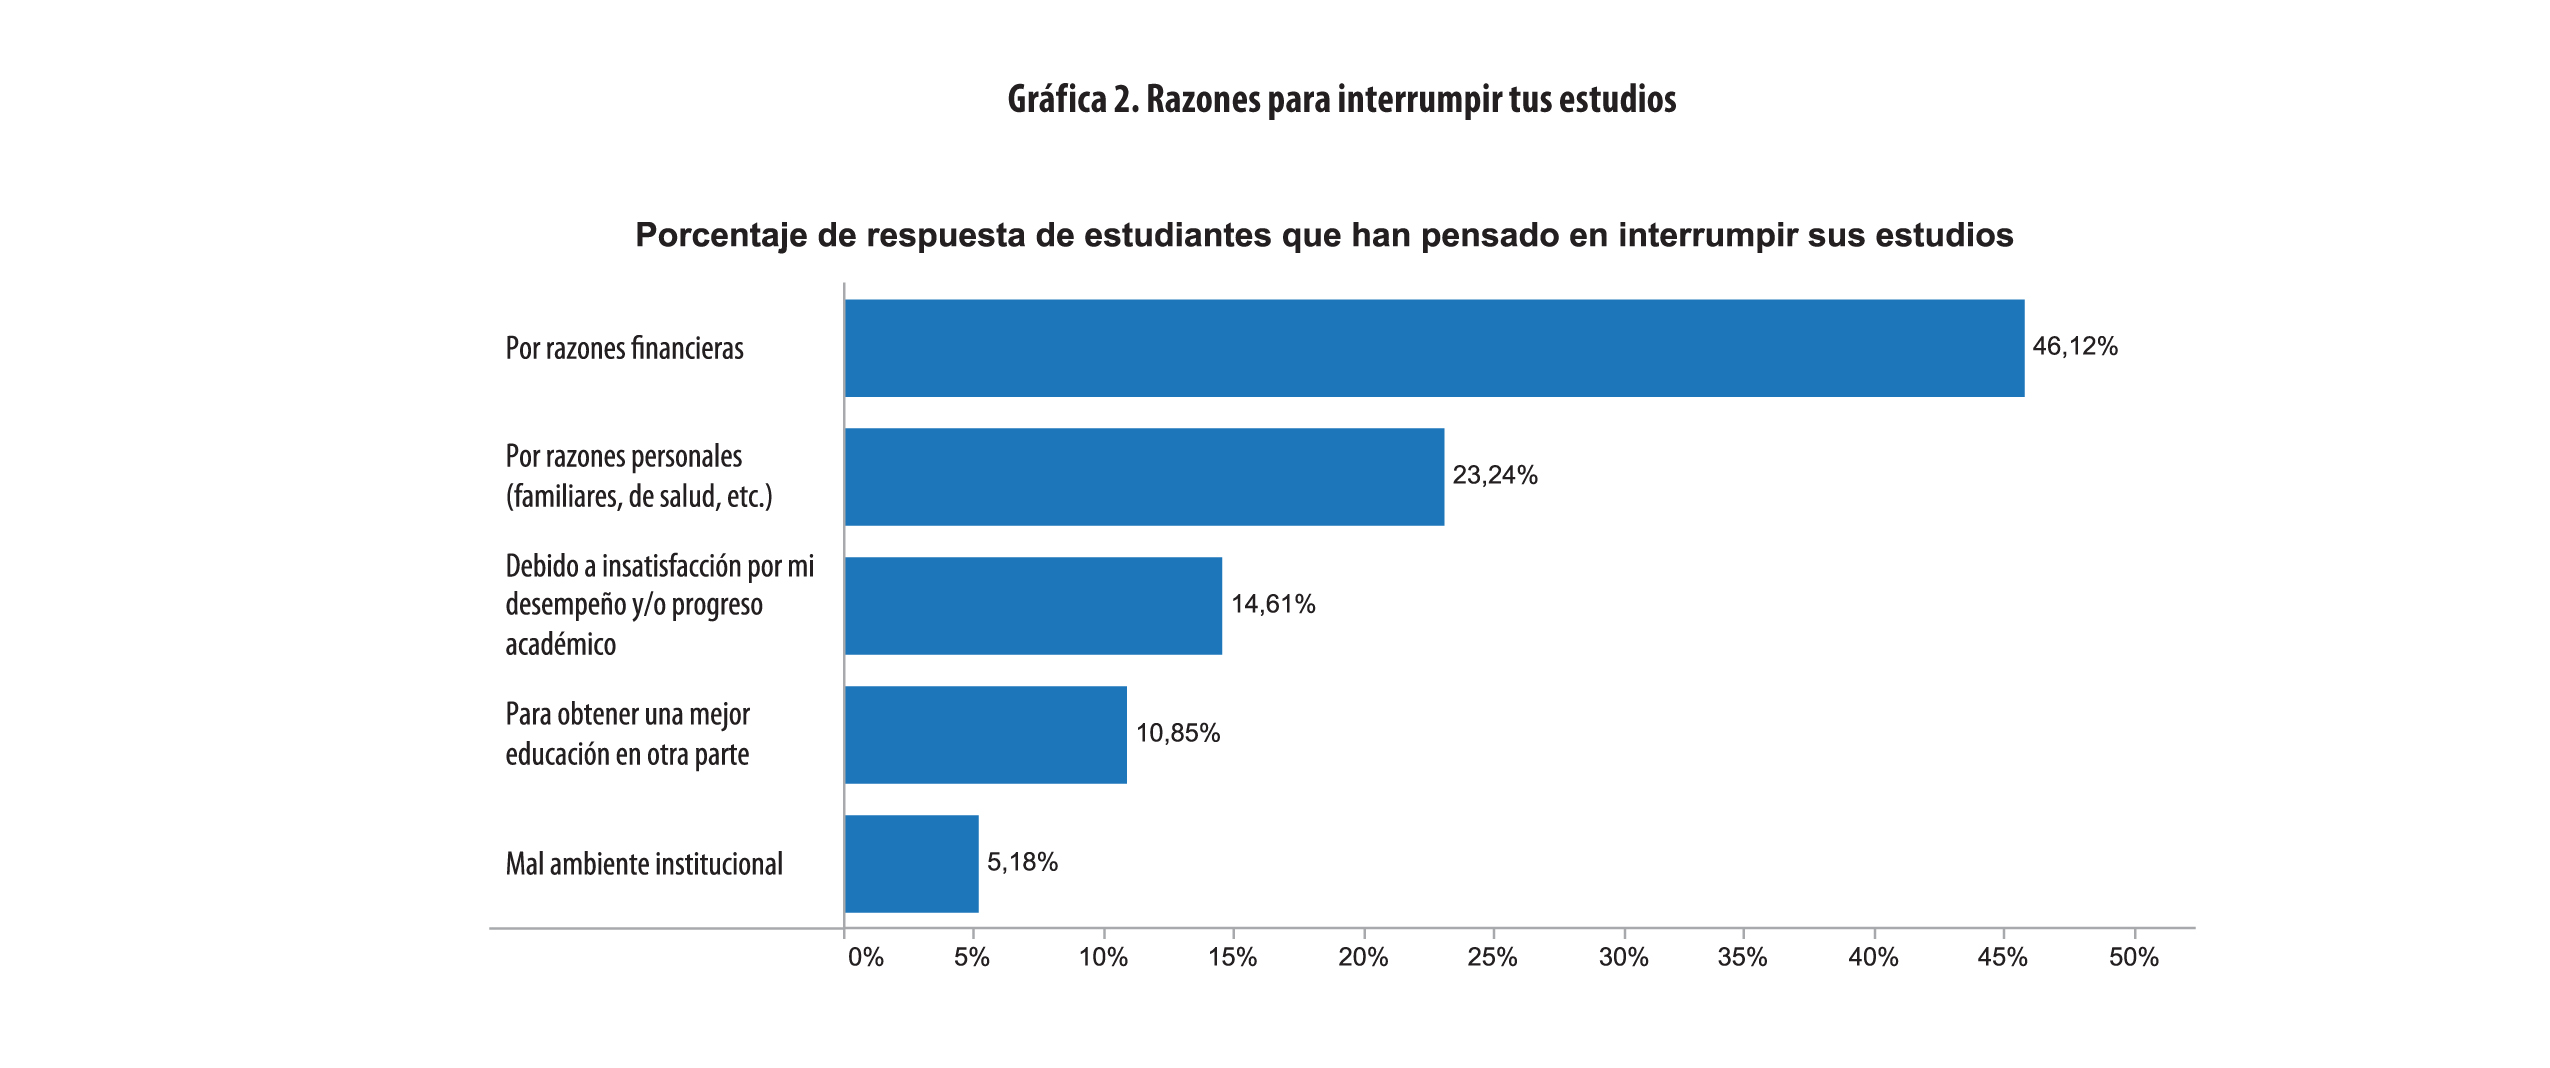 Gráfica 2. Razones para interrumpir tus estudios
Porcentaje de respuesta de estudiantes que han pensado en interrumpir sus estudios
Por razones financieras
46,12%
Por razones personales
(familiares, de salud, etc.)
23,24%
Debido a insatisfacción por mi
desempeño y/o progreso
académico
14,61%
Para obtener una mejor
educación en otra parte
10,85%
Mal ambiente institucional
5,18%
0% 5% 10% 15% 20% 25% 30% 35% 40% 45% 50%